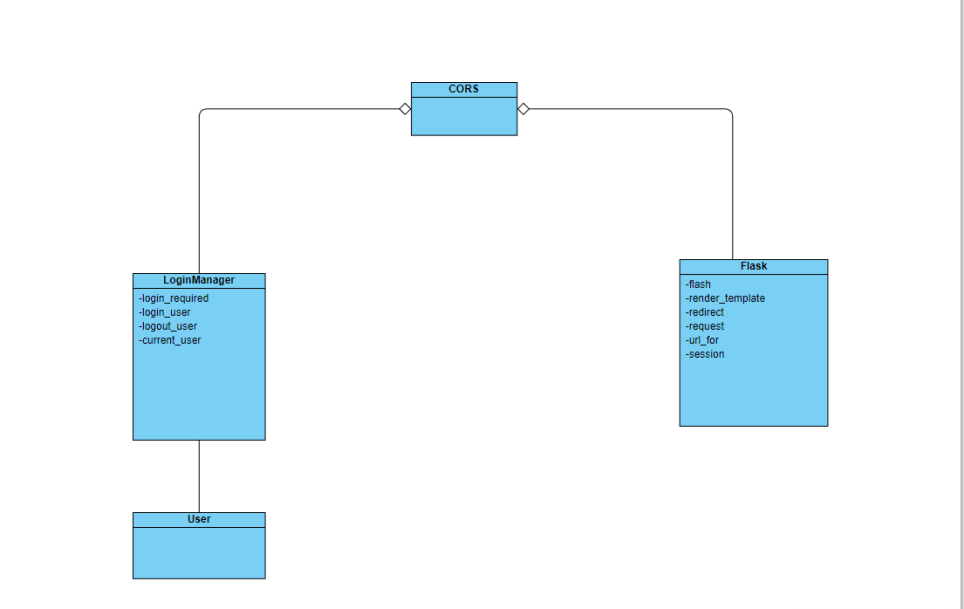 CORS
LoginManager
-login_required
-login_user
-logout_user
-current_user
Flask
-flash
-render_template
-redirect
-request
-url_for
-session
User